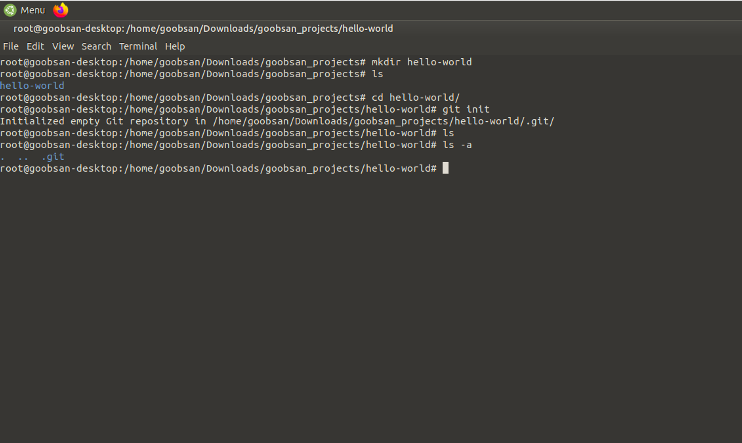 Menu
root@goobsan-desktop:/home/goobsan/Downloads/goobsan_projects/hello-world
File Edit View Search Terminal Help
root@goobsan-desktop:/home/goobsan/Downloads/goobsan_projects# mkdir hello-world
root@goobsan-desktop:/home/goobsan/Downloads/goobsan_projects# ls
hello-world
root@goobsan-desktop:/home/goobsan/Downloads/goobsan_projects# cd hello-world/
root@goobsan-desktop:/home/goobsan/Downloads/goobsan_projects/hello-world# git init
Initialized empty Git repository in /home/goobsan/Downloads/goobsan_projects/hello-world/.git/
root@goobsan-desktop:/home/goobsan/Downloads/goobsan_projects/hello-world# ls
root@goobsan-desktop:/home/goobsan/Downloads/goobsan_projects/hello-world# ls -a
. .. .git
root@goobsan-desktop:/home/goobsan/Downloads/goobsan_projects/hello-world#